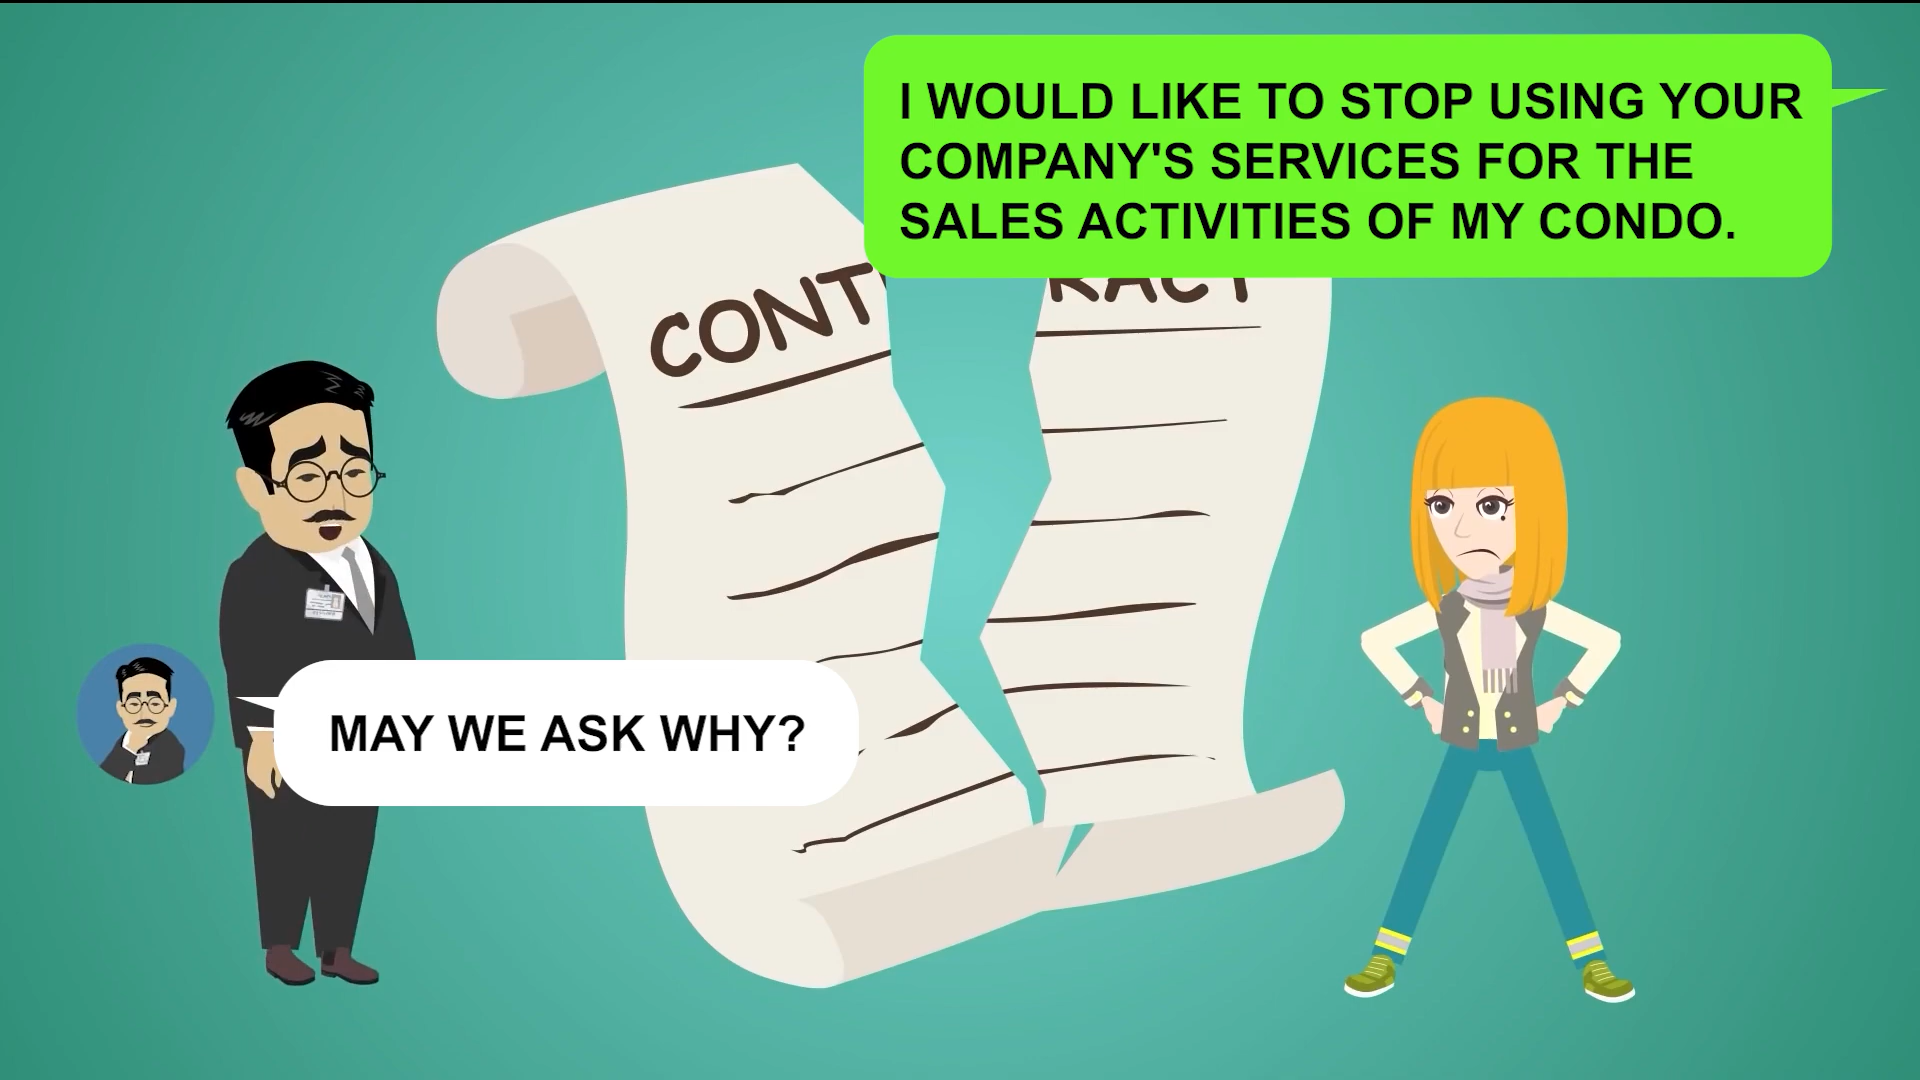 I WOULD LIKE TO STOP USING YOUR
COMPANY'S SERVICES FOR THE
SALES ACTIVITIES OF MY CONDO.
CONT RACT
MAY WE ASK WHY?